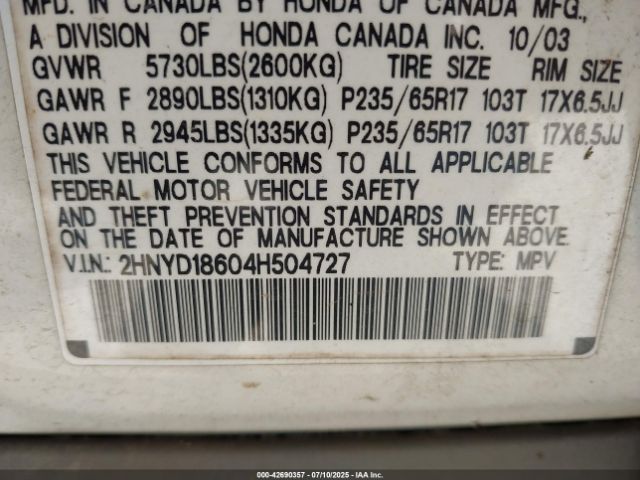 MFD. IN CANADA BY HONDA OF CANADA MFG.,
A DIVISION OF HONDA CANADA INC. 10/03
GVWR 5730LBS(2600KG) TIRE SIZE RIM SIZE
GAWR F 2890LBS(1310KG) P235/65R17 103T 17X6.5JJ
GAWR R 2945LBS(1335KG) P235/65R17 103T 17X6.5JJ
THIS VEHICLE CONFORMS TO ALL APPLICABLE
FEDERAL MOTOR VEHICLE SAFETY
AND THEFT PREVENTION STANDARDS IN EFFECT
ON THE DATE OF MANUFACTURE SHOWN ABOVE.
V.I.N.: 2HNYD18604H504727 TYPE: MPV
000-42690357 - 07/10/2025 - Copyright IAA, Inc.